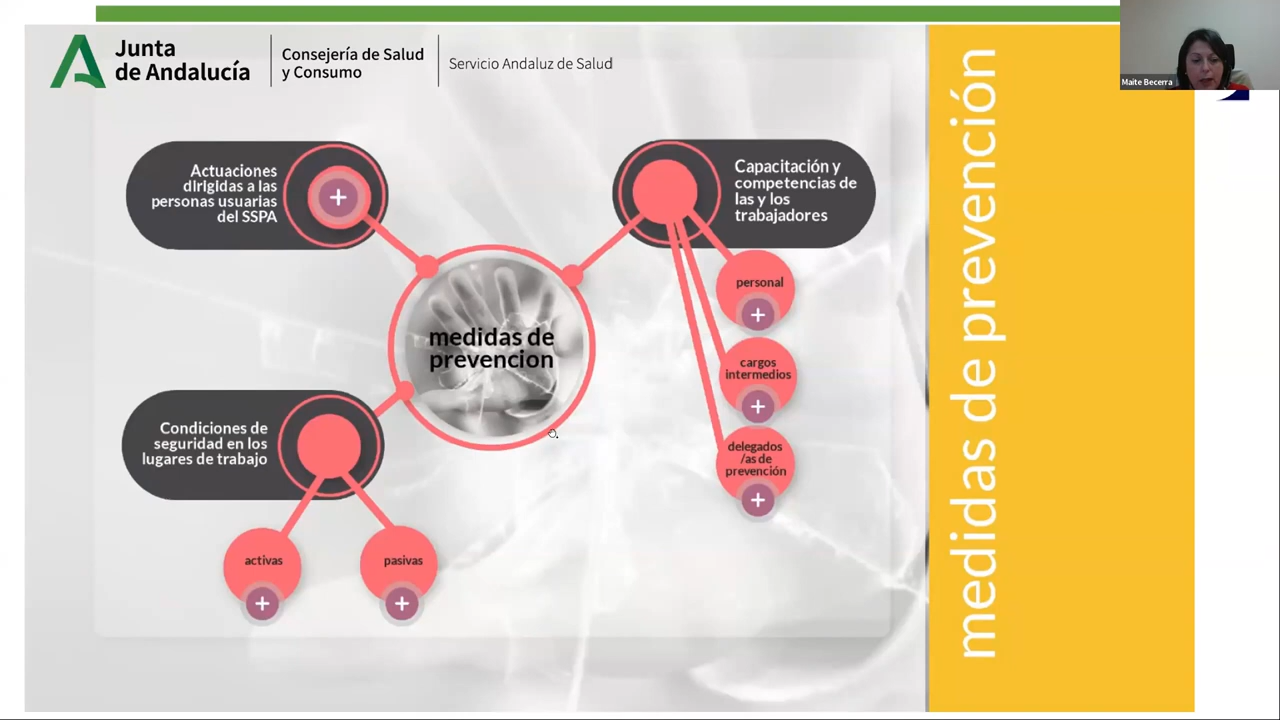 Junta
de Andalucía
Consejería de Salud
y Consumo
Servicio Andaluz de Salud
Maite Becerra
Actuaciones
dirigidas a las
personas usuarias
del SSPA
Capacitación y
competencias de
las y los
trabajadores
personal
medidas de
prevencion
cargos
intermedios
Condiciones de
seguridad en los
lugares de trabajo
delegados
/as de
prevención
activas
pasivas
medidas de prevención